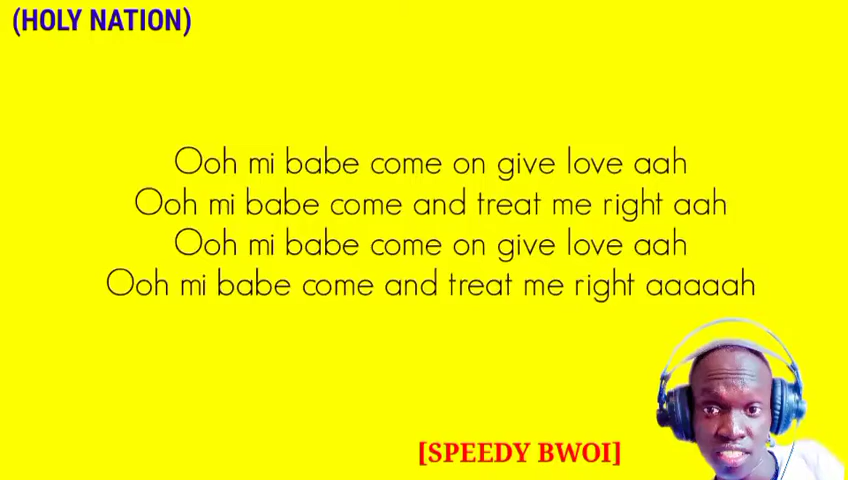 (HOLY NATION)
Ooh mi babe come on give love aah
Ooh mi babe come and treat me right aah
Ooh mi babe come on give love aah
Ooh mi babe come and treat me right aaaaah
[SPEEDY BWOI]